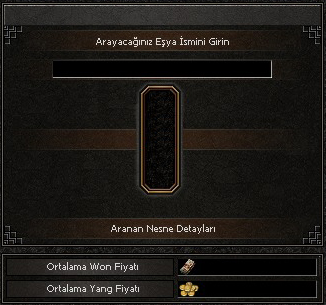 Arayacağınız Eşya İsmini Girin
Aranan Nesne Detayları
Ortalama Won Fiyatı
Ortalama Yang Fiyatı